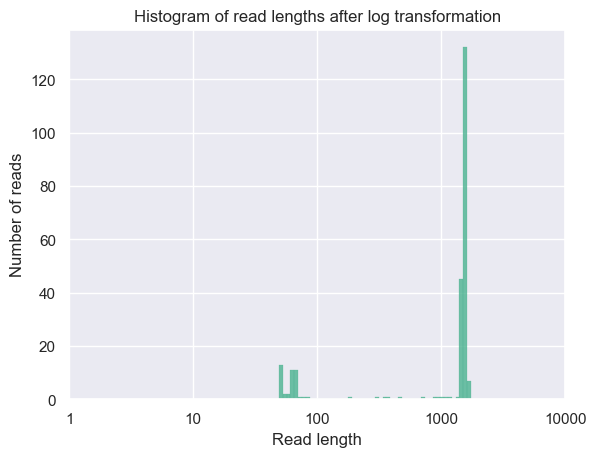 Histogram of read lengths after log transformation
Number of reads
120
100
80
60
40
20
0
1 10 100 1000 10000
Read length